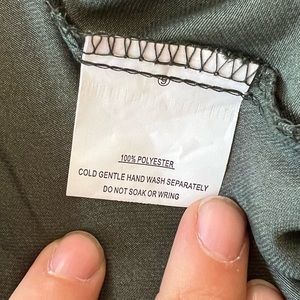 100% POLYESTER
COLD GENTLE HAND WASH SEPARATELY
DO NOT SOAK OR WRING